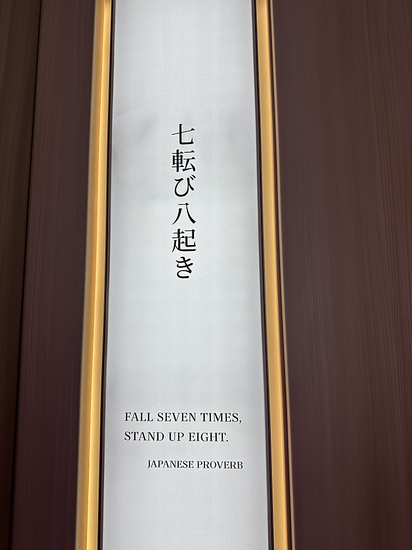 七転び八起き
FALL SEVEN TIMES,
STAND UP EIGHT.
JAPANESE PROVERB